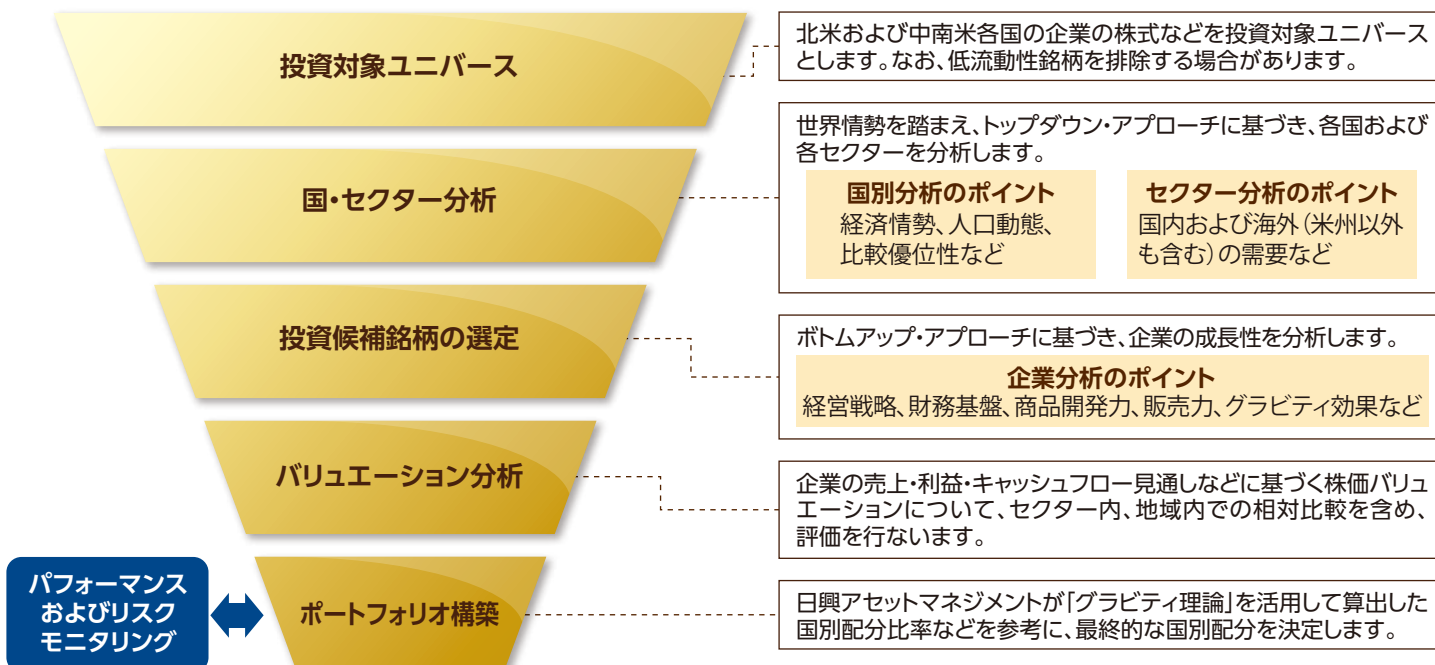 投資対象ユニバース
北米および中南米各国の企業の株式などを投資対象ユニバース
とします。なお、低流動性銘柄を排除する場合があります。
国・セクター分析
世界情勢を踏まえ、トップダウン・アプローチに基づき、各国および
各セクターを分析します。
国別分析のポイント
経済情勢、人口動態、
比較優位性など
セクター分析のポイント
国内および海外(米州以外
も含む)の需要など
投資候補銘柄の選定
ボトムアップ・アプローチに基づき、企業の成長性を分析します。
企業分析のポイント
経営戦略、財務基盤、商品開発力、販売力、グラビティ効果など
バリュエーション分析
企業の売上・利益・キャッシュフロー見通しなどに基づく株価バリュ
エーションについて、セクター内、地域内での相対比較を含め、
評価を行ないます。
パフォーマンス
およびリスク
モニタリング
ポートフォリオ構築
日興アセットマネジメントが「グラビティ理論」を活用して算出した
国別配分比率などを参考に、最終的な国別配分を決定します。